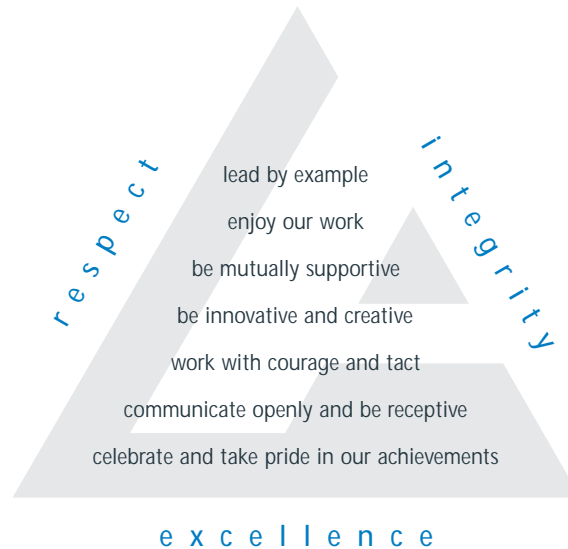 respect
integrity
lead by example
enjoy our work
be mutually supportive
be innovative and creative
work with courage and tact
communicate openly and be receptive
celebrate and take pride in our achievements
excellence